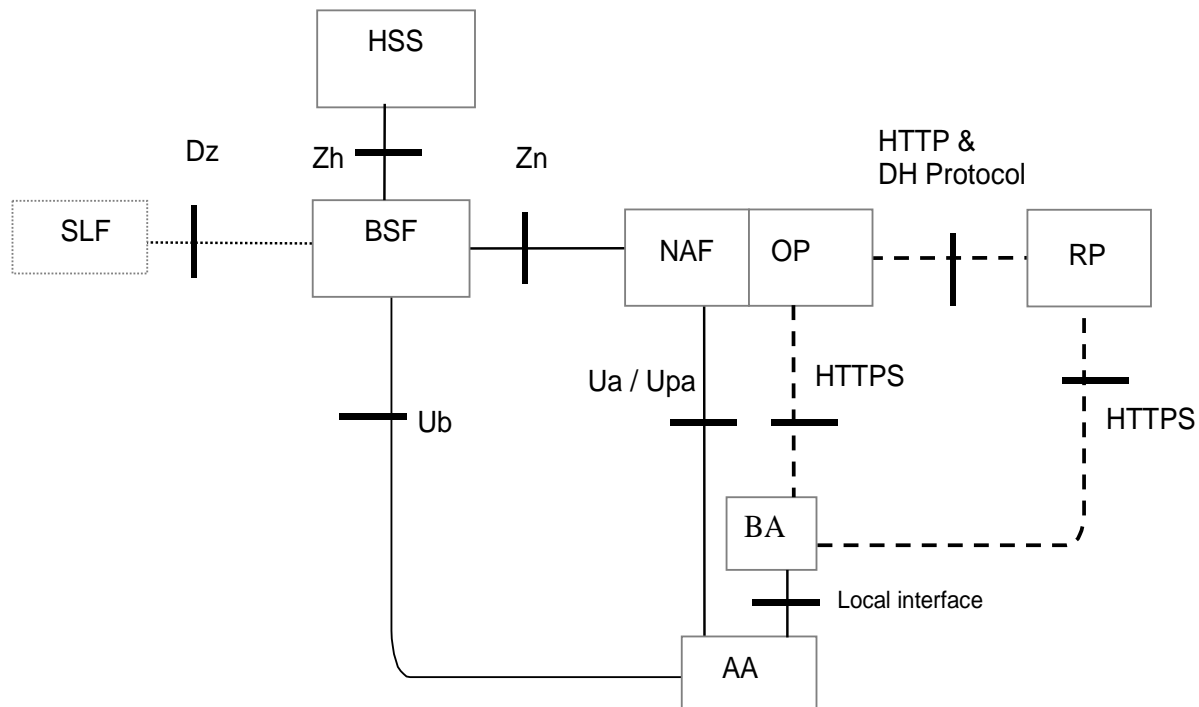 HSS
HTTP &
DH Protocol
Dz
Zh
Zn
SLF
BSF
NAF
OP
RP
Ua / Upa
HTTPS
HTTPS
Ub
BA
Local interface
AA